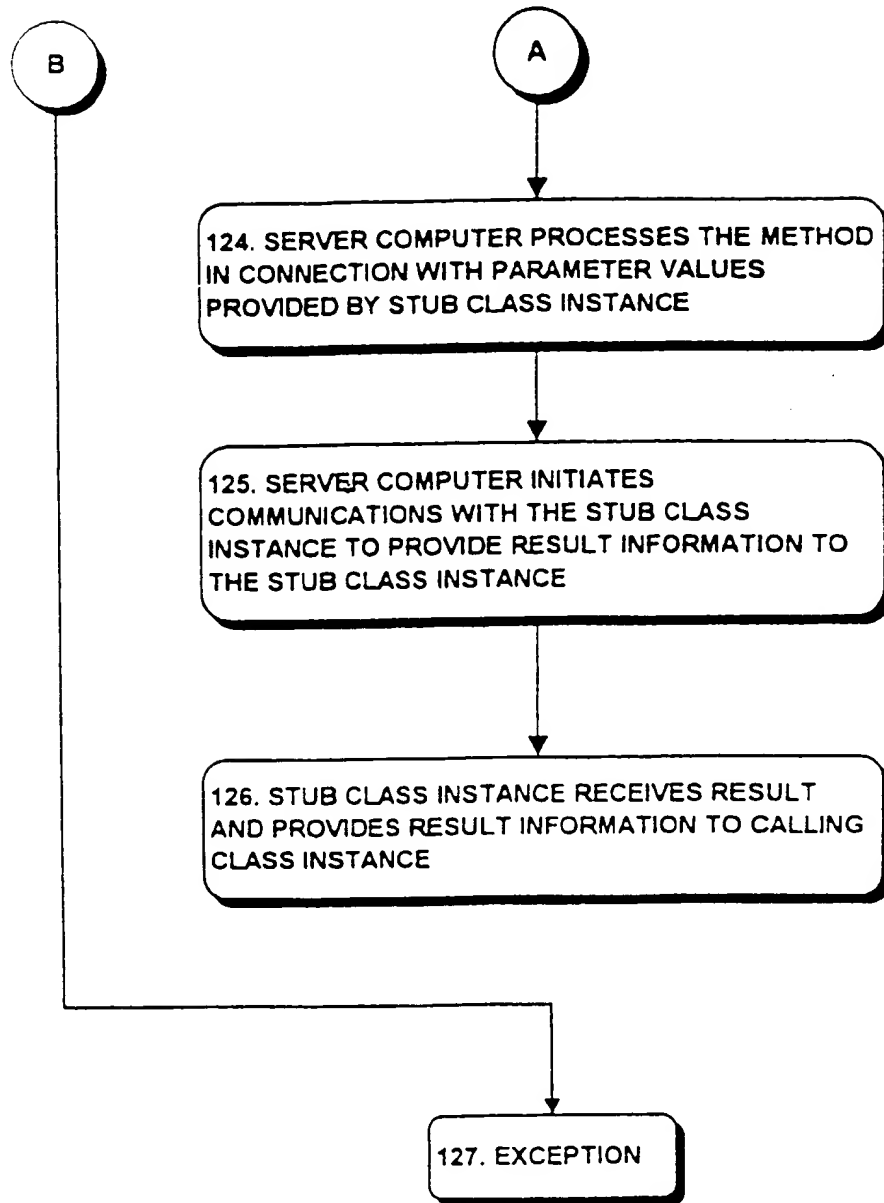 B
A
124. SERVER COMPUTER PROCESSES THE METHOD
IN CONNECTION WITH PARAMETER VALUES
PROVIDED BY STUB CLASS INSTANCE
125. SERVER COMPUTER INITIATES
COMMUNICATIONS WITH THE STUB CLASS
INSTANCE TO PROVIDE RESULT INFORMATION TO
THE STUB CLASS INSTANCE
126. STUB CLASS INSTANCE RECEIVES RESULT
AND PROVIDES RESULT INFORMATION TO CALLING
CLASS INSTANCE
127. EXCEPTION